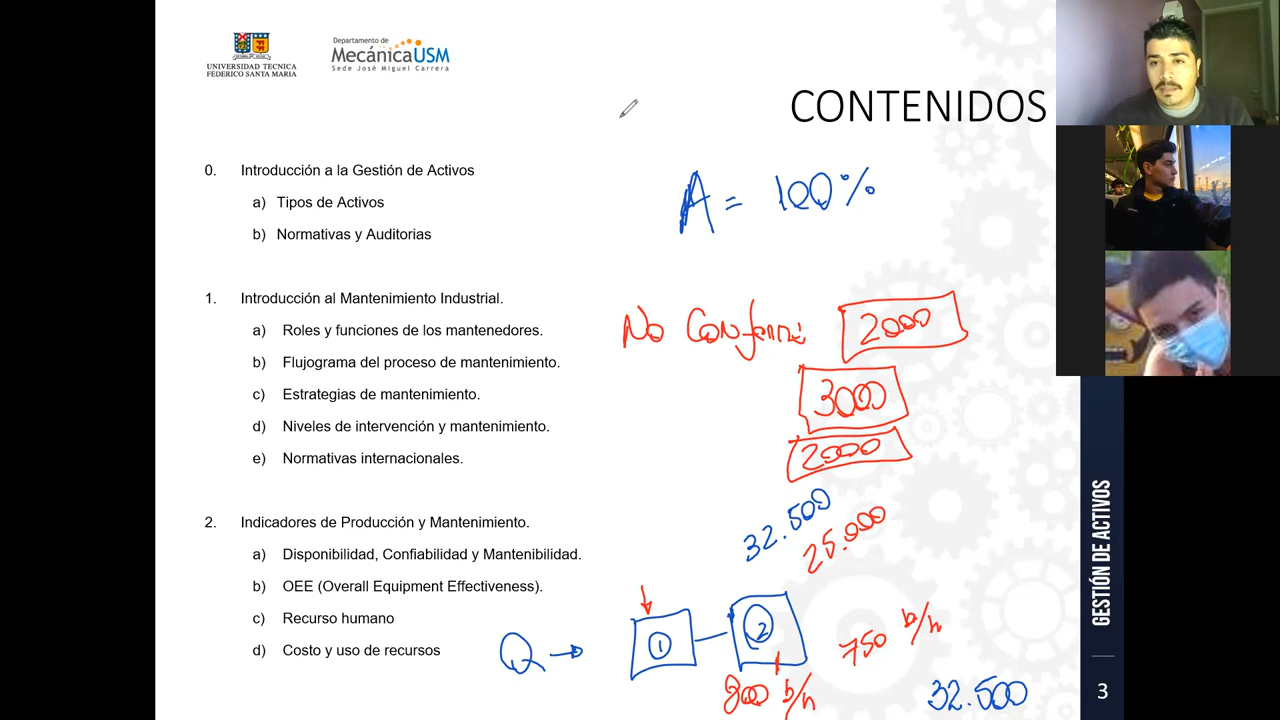 UNIVERSIDAD TECNICA
FEDERICO SANTA MARIA
Departamento de
MecánicaUSM
Sede José Miguel Carrera
CONTENIDOS
0. Introducción a la Gestión de Activos
a) Tipos de Activos
b) Normativas y Auditorias
1. Introducción al Mantenimiento Industrial.
a) Roles y funciones de los mantenedores.
b) Flujograma del proceso de mantenimiento.
c) Estrategias de mantenimiento.
d) Niveles de intervención y mantenimiento.
e) Normativas internacionales.
2. Indicadores de Producción y Mantenimiento.
a) Disponibilidad, Confiabilidad y Mantenibilidad.
b) OEE (Overall Equipment Effectiveness).
c) Recurso humano
d) Costo y uso de recursos
A = 100%
No Conforme 2000
3000
2000
32.500
25.000
Q → 1 2
750 b/h
800 b/h
32.500
GESTIÓN DE ACTIVOS
3